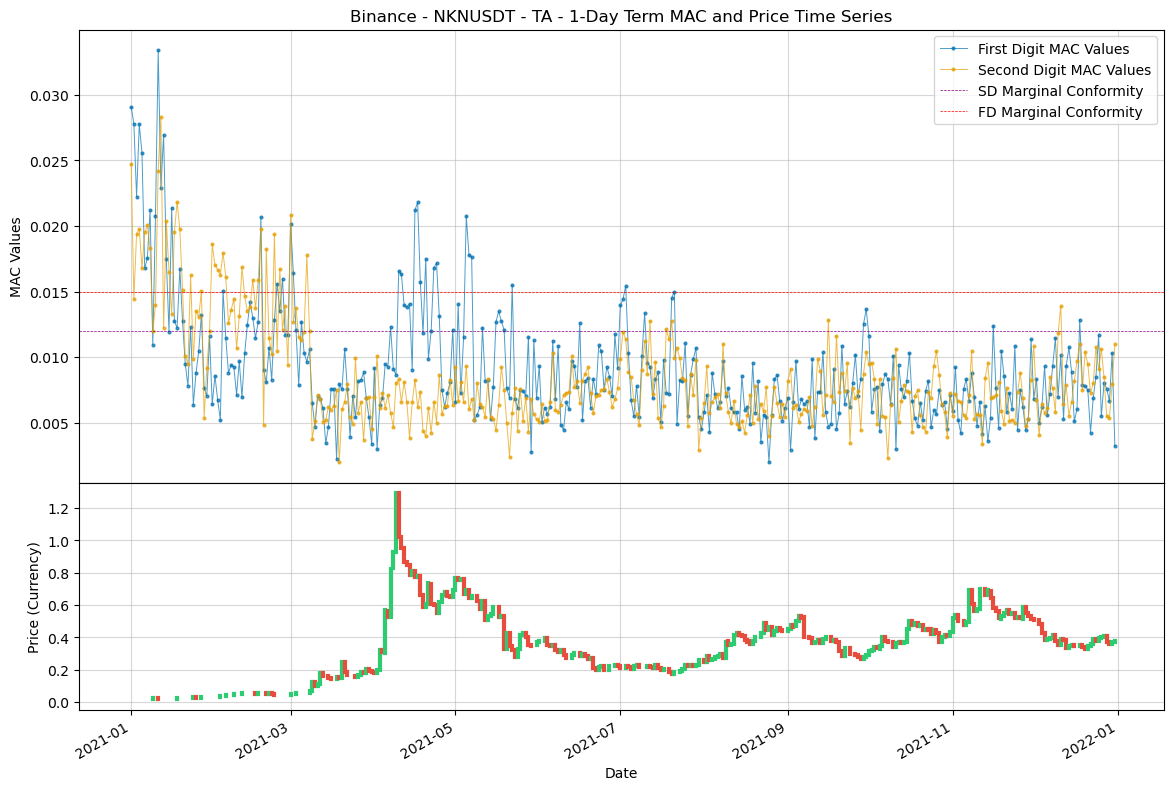 Binance - NKNUSDT - TA - 1-Day Term MAC and Price Time Series
First Digit MAC Values
Second Digit MAC Values
SD Marginal Conformity
FD Marginal Conformity
MAC Values
0.030
0.025
0.020
0.015
0.010
0.005
Price (Currency)
1.2
1.0
0.8
0.6
0.4
0.2
0.0
2021-01
2021-03
2021-05
2021-07
2021-09
2021-11
2022-01
Date